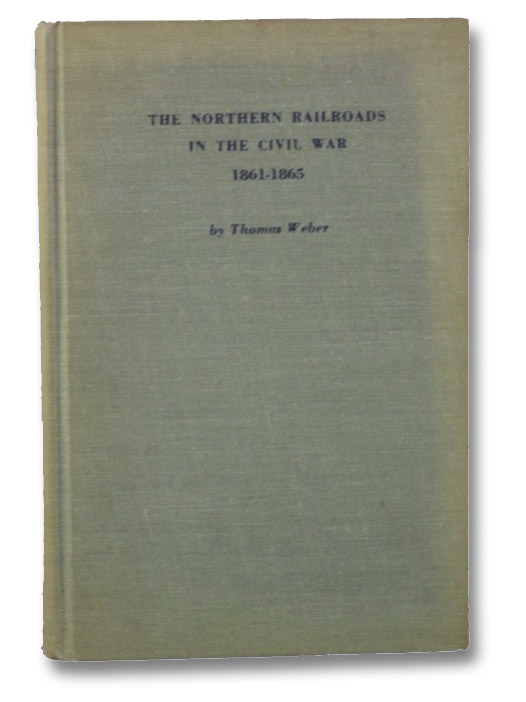 THE NORTHERN RAILROADS
IN THE CIVIL WAR
1861-1865
by Thomas Weber